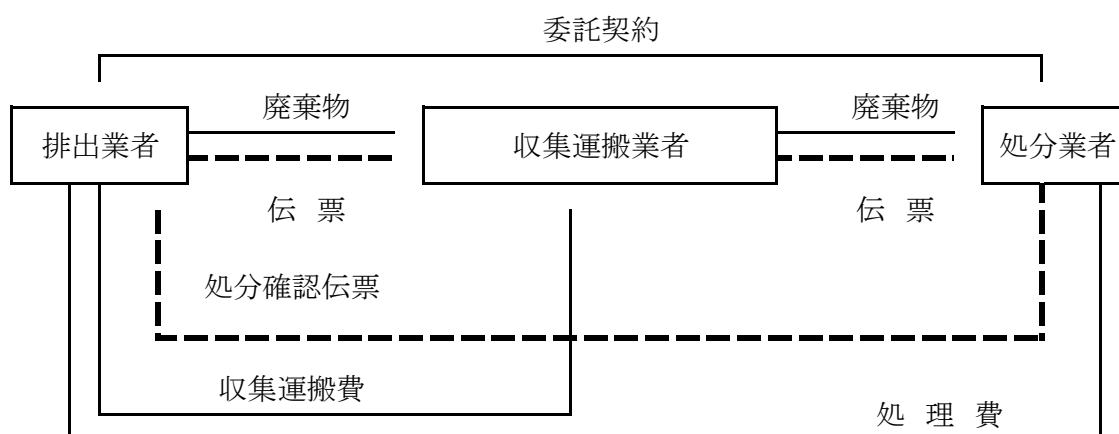 委託契約
廃棄物
廃棄物
排出業者
収集運搬業者
処分業者
伝 票
伝 票
処分確認伝票
収集運搬費
処 理 費